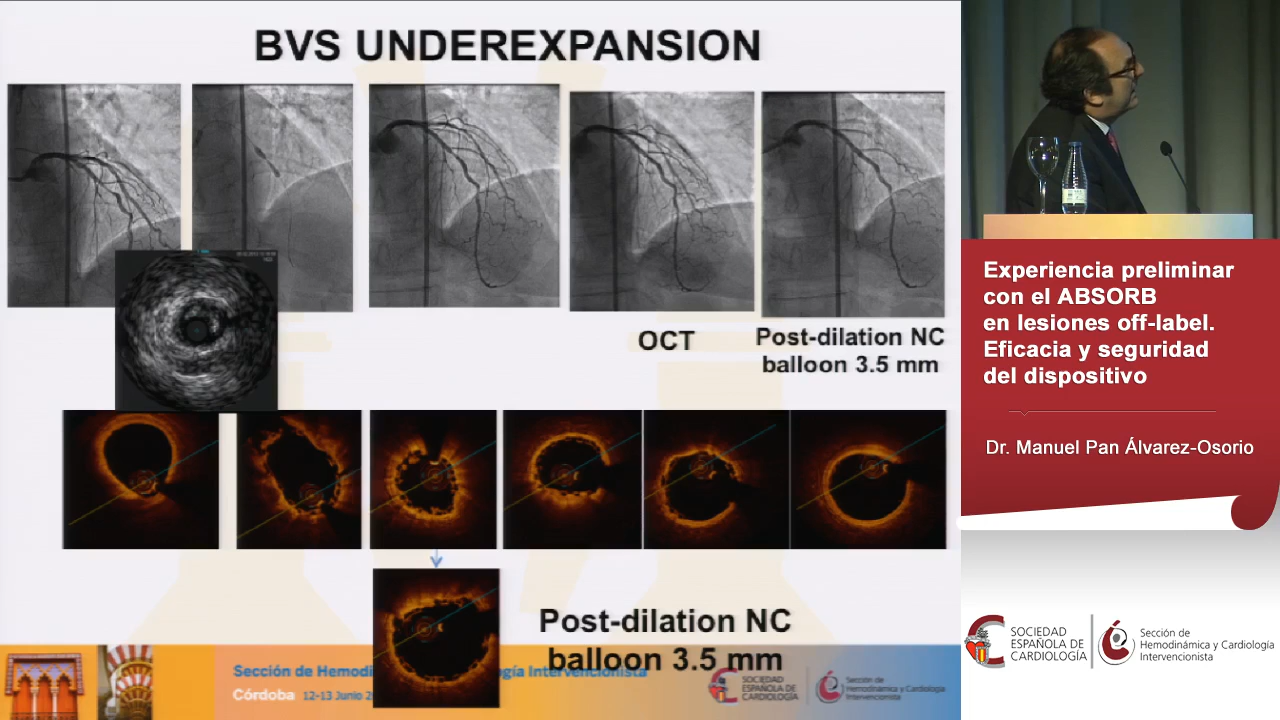 BVS UNDEREXPANSION
OCT
Post-dilation NC
balloon 3.5 mm
Post-dilation NC
balloon 3.5 mm
Sección de Hemodi
ogía Intervencionista
Córdoba 12-13 Junio 2
SOCIEDAD
ESPAÑOLA DE
CARDIOLOGÍA
Sección de
Hemodinámica y Cardiología
Intervencionista
Experiencia preliminar
con el ABSORB
en lesiones off-label.
Eficacia y seguridad
del dispositivo
Dr. Manuel Pan Álvarez-Osorio
SOCIEDAD
ESPAÑOLA DE
CARDIOLOGÍA
Sección de
Hemodinámica y Cardiología
Intervencionista